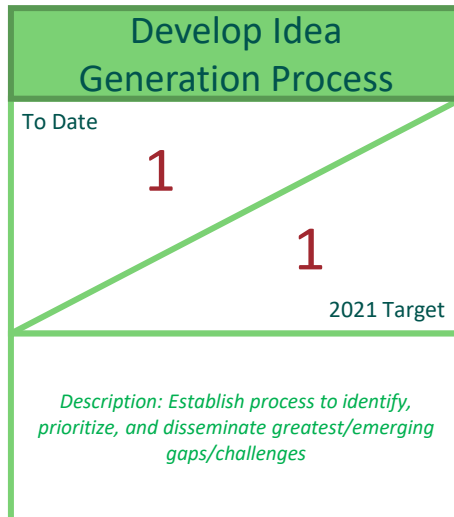 Develop Idea
Generation Process
To Date
1
1
2021 Target
Description: Establish process to identify,
prioritize, and disseminate greatest/emerging
gaps/challenges